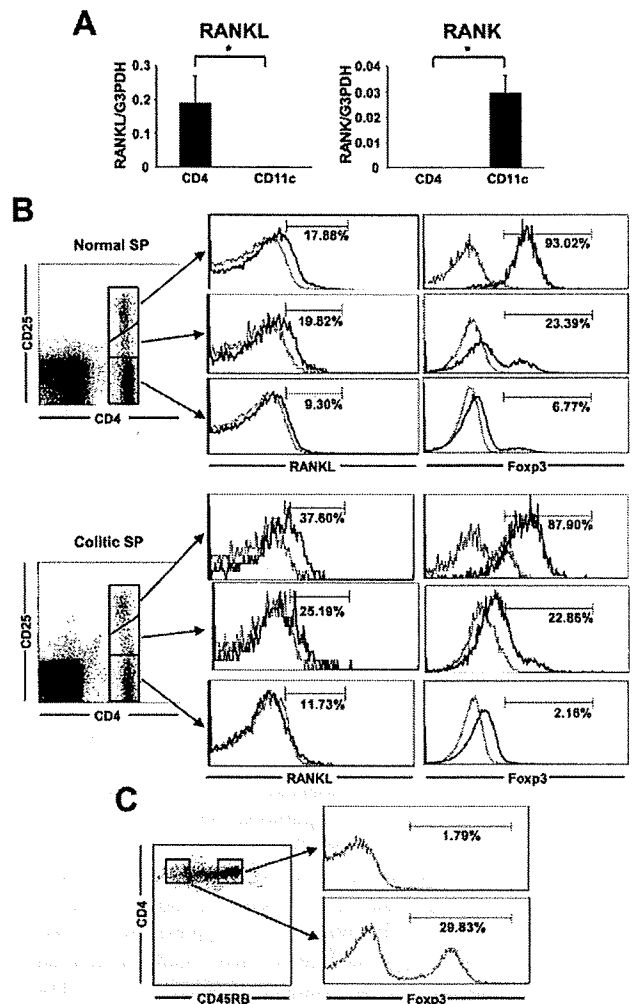 A
RANKL
*
RANKL/G3PDH
0.3
0.2
0.1
0
CD4
CD11c
RANK
*
RANK/G3PDH
0.04
0.03
0.02
0.01
0
CD4
CD11c
B
Normal SP
CD25
CD4
17.88%
93.02%
19.82%
23.39%
9.30%
6.77%
RANKL
Foxp3
Colitic SP
CD25
CD4
37.60%
87.90%
25.19%
22.86%
11.73%
2.16%
RANKL
Foxp3
C
CD4
CD45RB
1.79%
29.83%
Foxp3